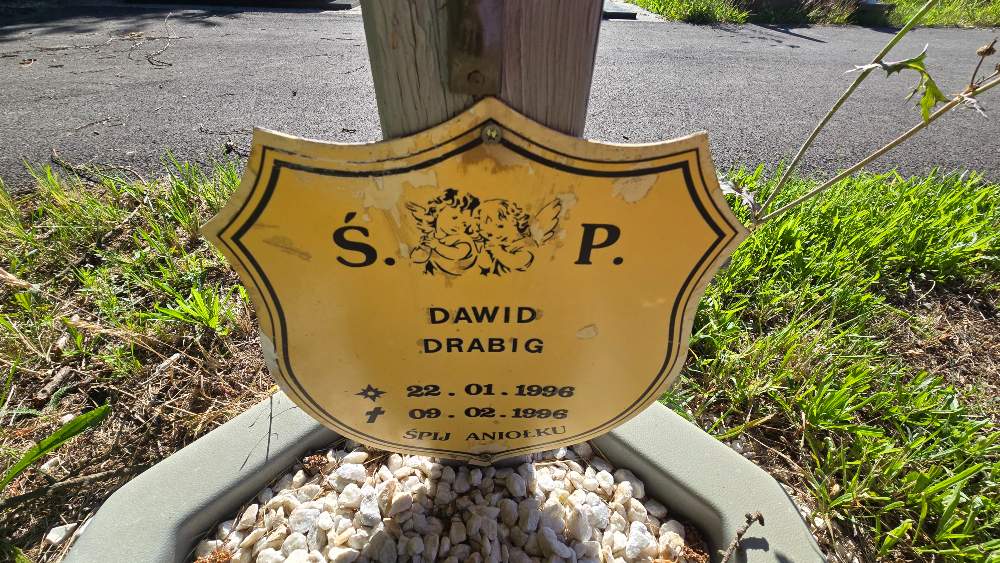 Ś. P.
DAWID
DRABIG
22.01.1996
09.02.1996
ŚPIJ ANIOŁKU